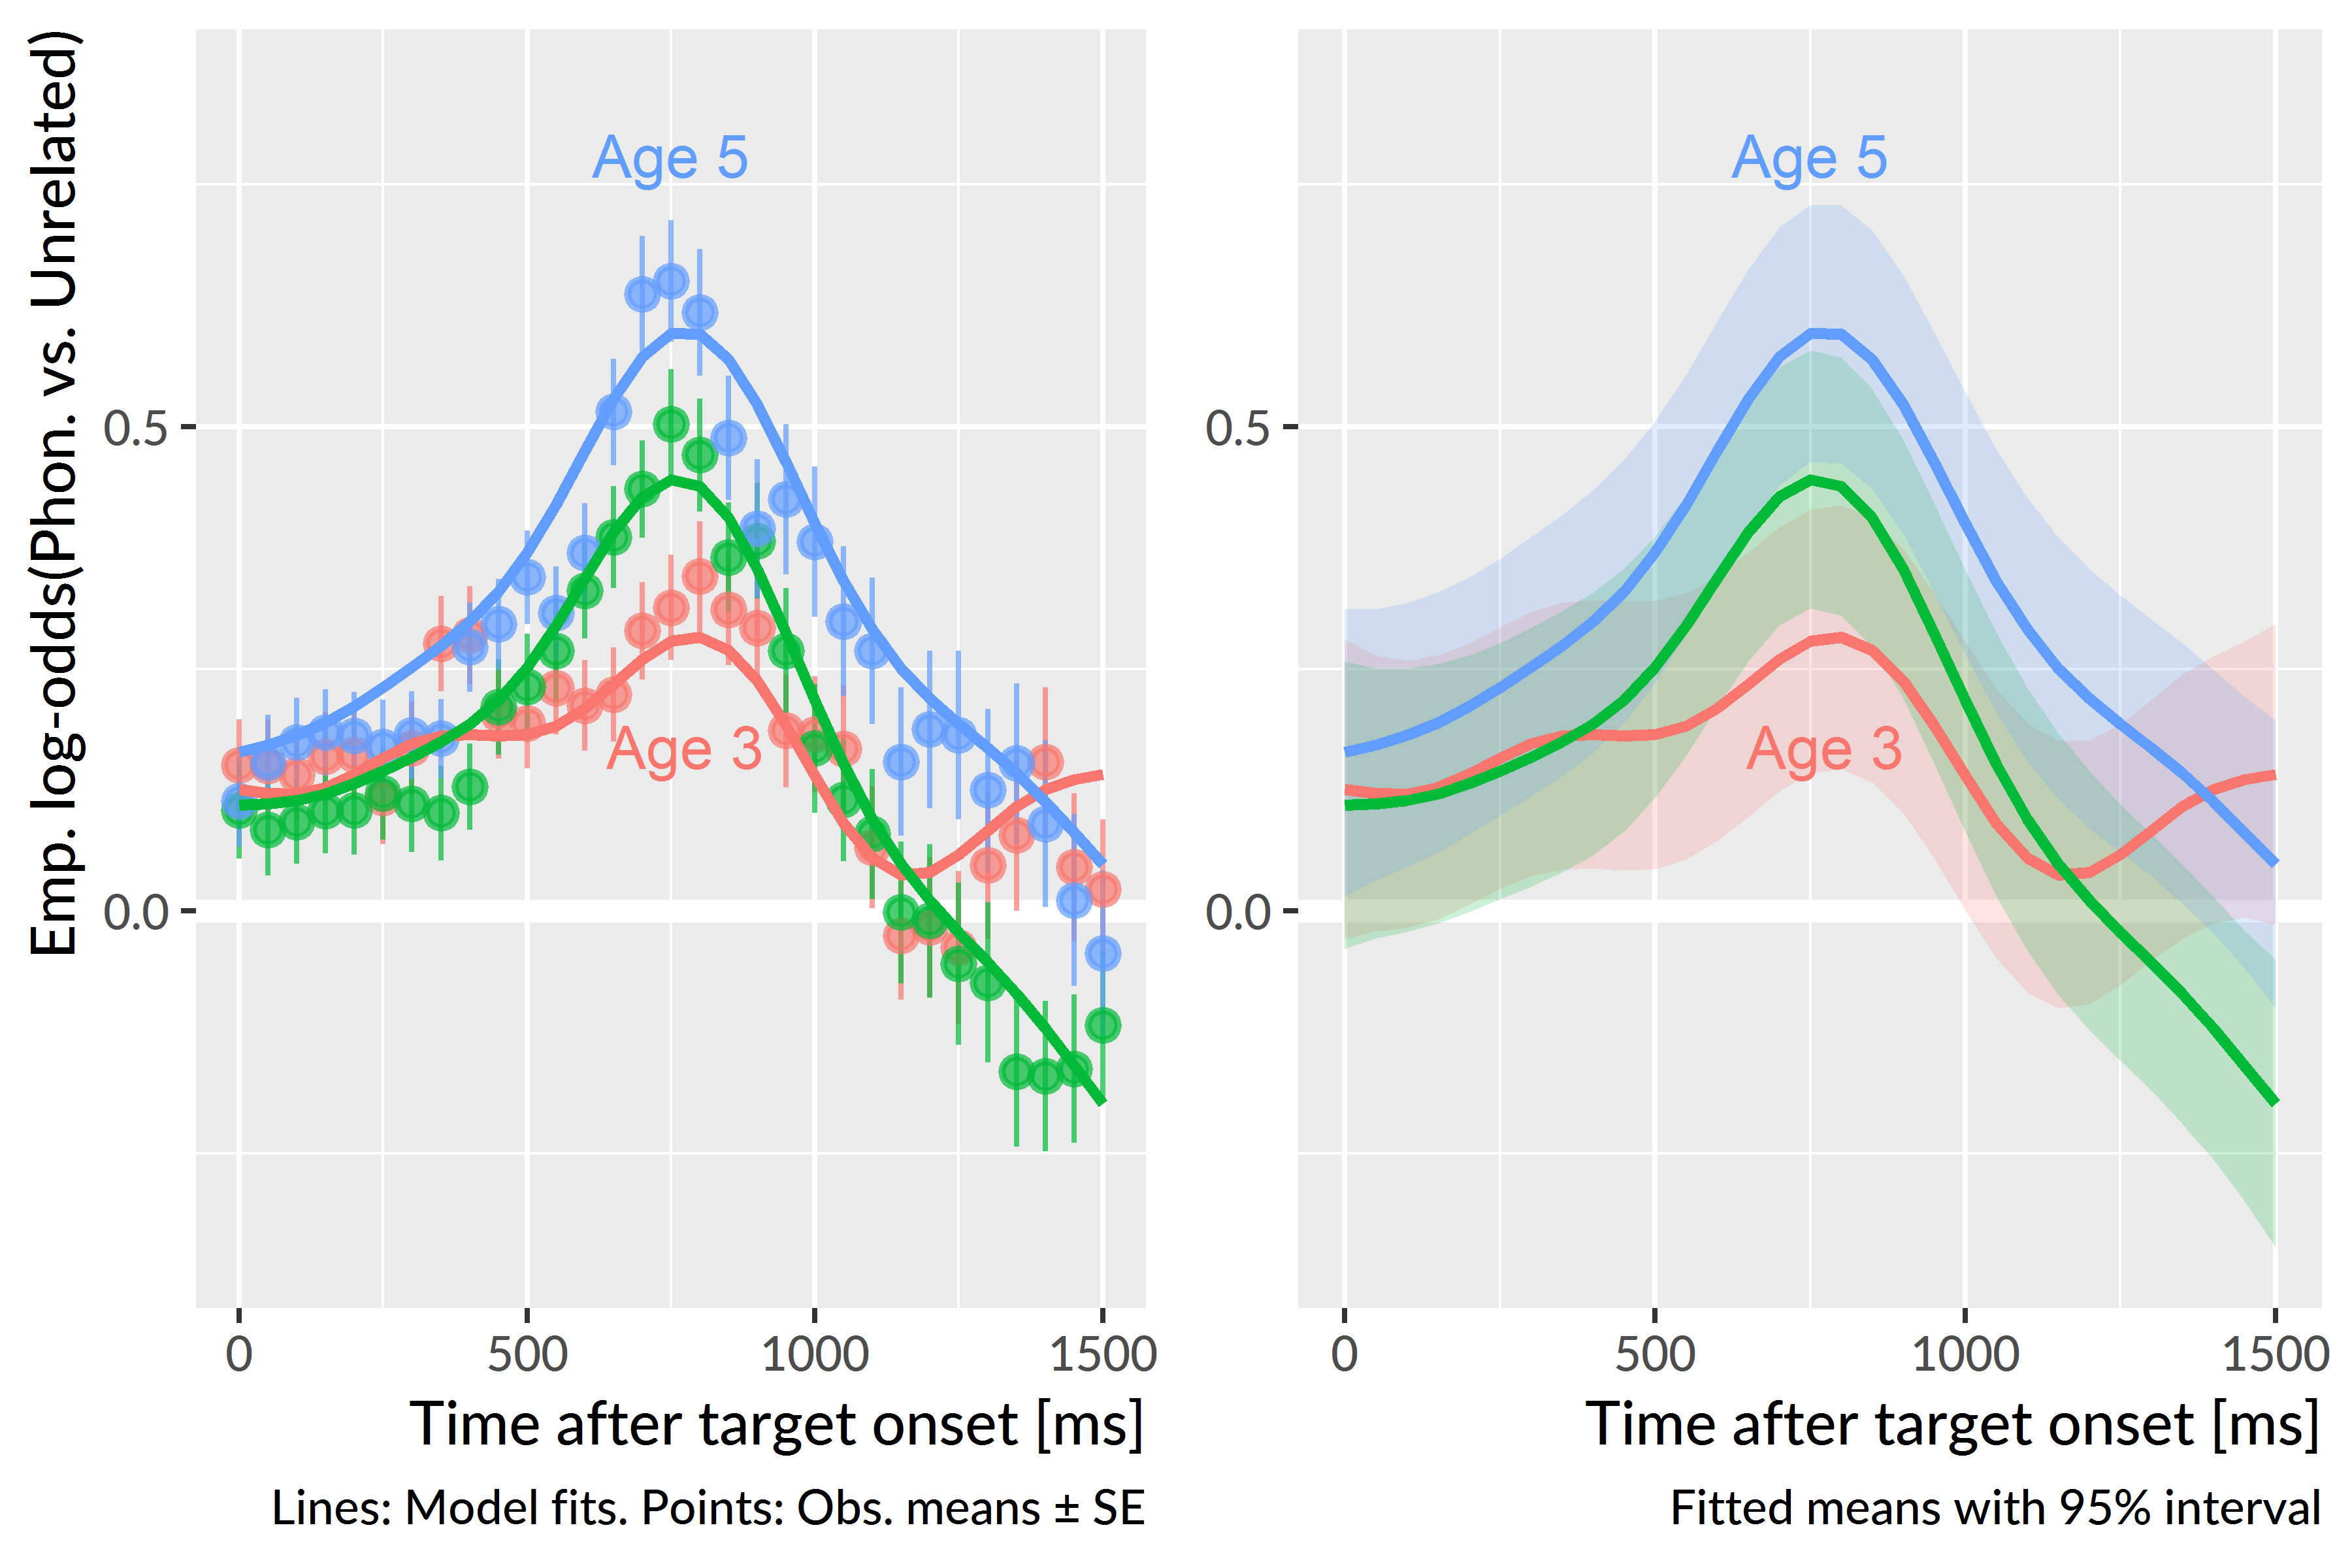 Emp. log-odds(Phon. vs. Unrelated)
Age 5
Age 3
0.5
0.0
0 500 1000 1500
Time after target onset [ms]
Lines: Model fits. Points: Obs. means ± SE
Age 5
Age 3
0.5
0.0
0 500 1000 1500
Time after target onset [ms]
Fitted means with 95% interval